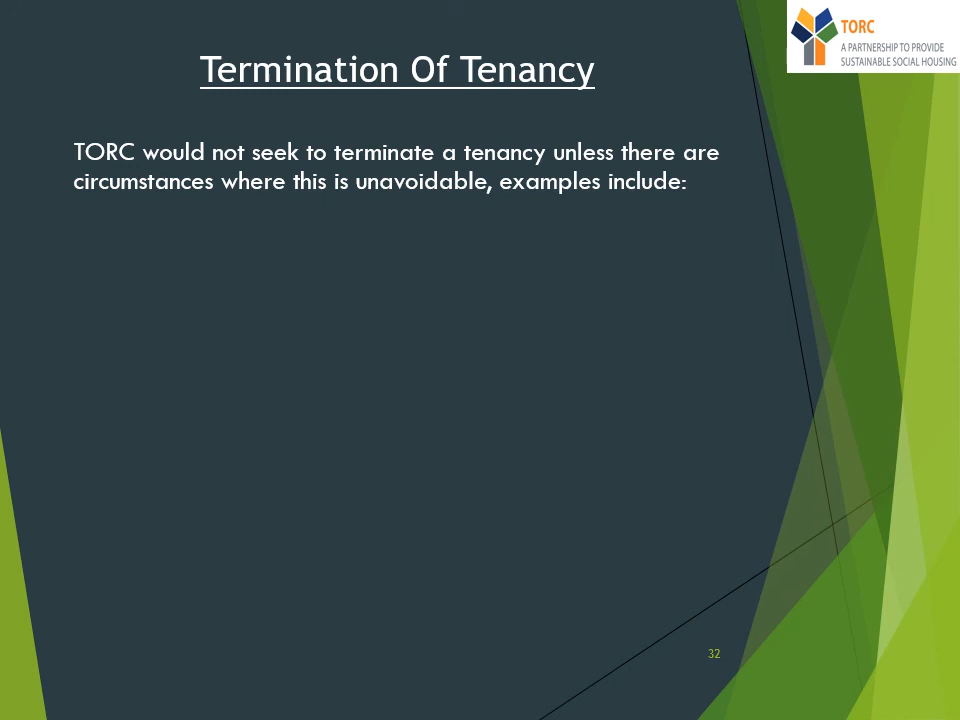 TORC
A PARTNERSHIP TO PROVIDE
SUSTAINABLE SOCIAL HOUSING
Termination Of Tenancy
TORC would not seek to terminate a tenancy unless there are
circumstances where this is unavoidable, examples include:
32